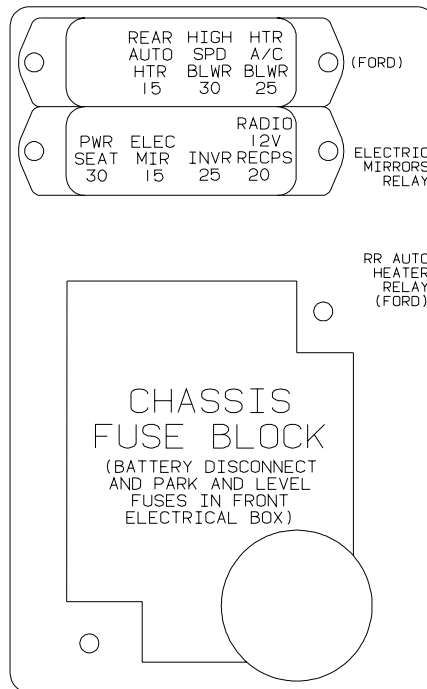 REAR HIGH HTR
AUTO SPD A/C
HTR BLWR BLWR
15 30 25
(FORD)
RADIO
PWR ELEC 12V
SEAT MIR INVR RECPS
30 15 25 20
ELECTRIC
MIRRORS
RELAY
RR AUTO
HEATER
RELAY
(FORD)
CHASSIS
FUSE BLOCK
(BATTERY DISCONNECT
AND PARK AND LEVEL
FUSES IN FRONT
ELECTRICAL BOX)